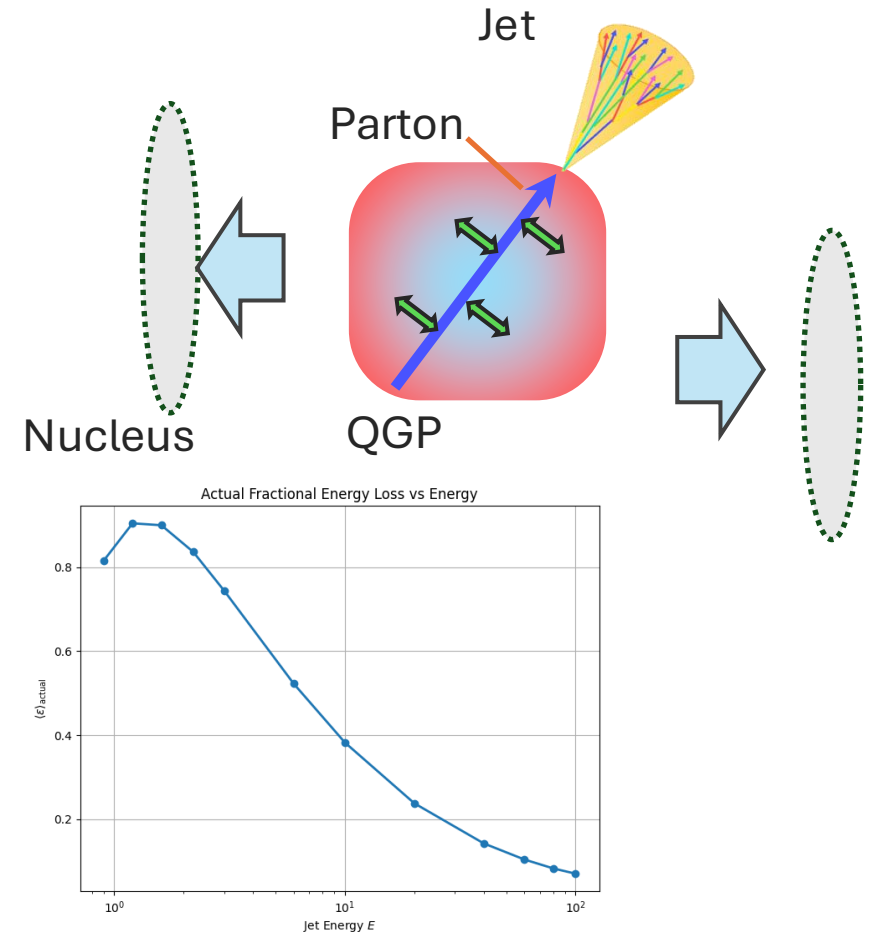 Jet
Parton
Nucleus
QGP
Actual Fractional Energy Loss vs Energy
0.8
0.6
0.4
0.2
⟨ε⟩actual
10⁰
10¹
10²
Jet Energy E